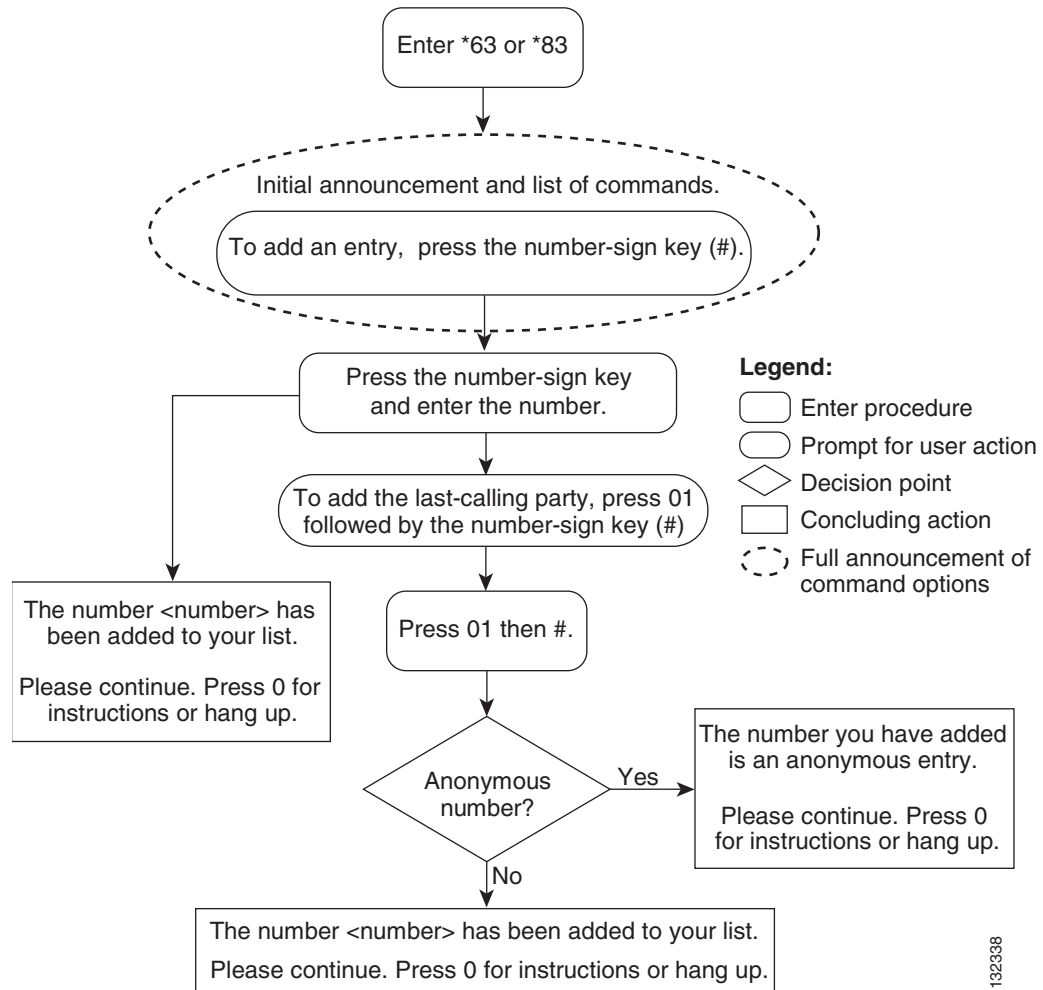 Enter *63 or *83
Initial announcement and list of commands.
To add an entry, press the number-sign key (#).
Press the number-sign key
and enter the number.
Legend:
Enter procedure
Prompt for user action
Decision point
Concluding action
Full announcement of
command options
To add the last-calling party, press 01
followed by the number-sign key (#)
The number <number> has
been added to your list.
Please continue. Press 0 for
instructions or hang up.
Press 01 then #.
Anonymous
number?
Yes
The number you have added
is an anonymous entry.
Please continue. Press 0
for instructions or hang up.
No
The number <number> has been added to your list.
Please continue. Press 0 for instructions or hang up.
132338